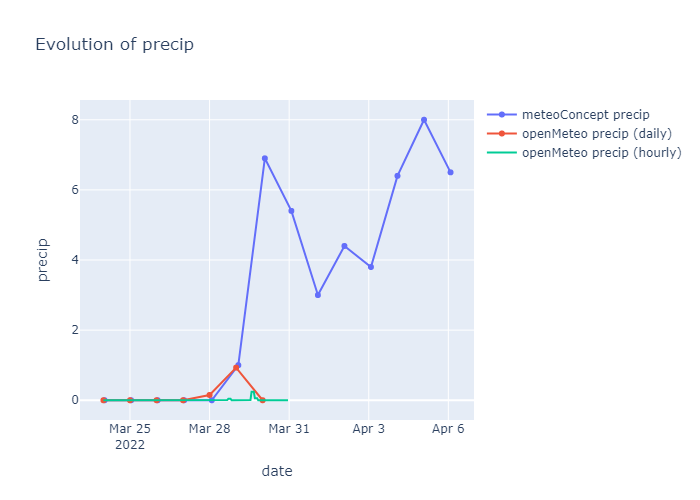 Evolution of precip
meteoConcept precip
openMeteo precip (daily)
openMeteo precip (hourly)
8
6
4
2
0
precip
Mar 25
2022
Mar 28
Mar 31
Apr 3
Apr 6
date